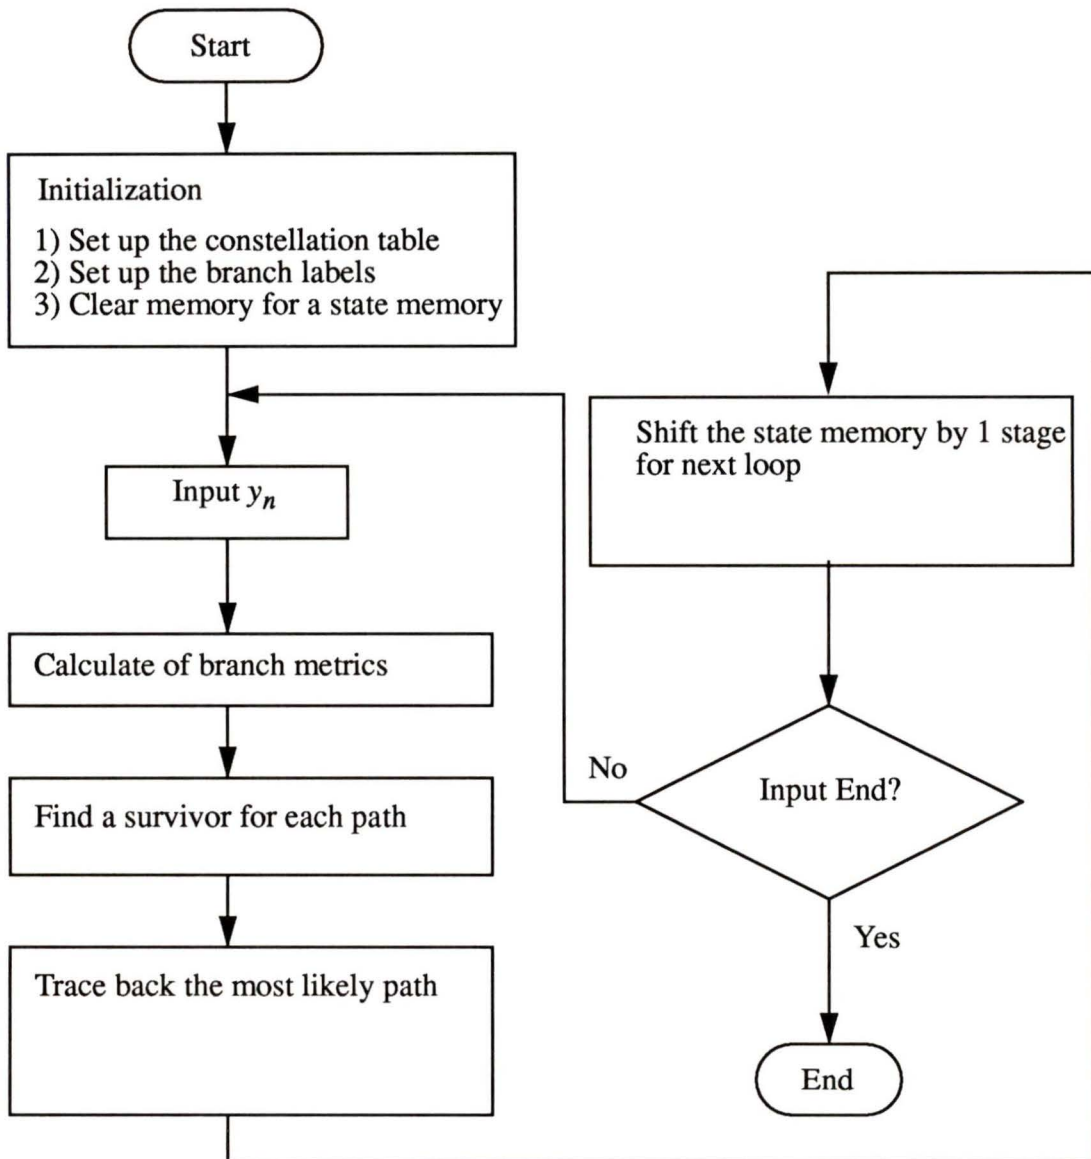 Start
Initialization
1) Set up the constellation table
2) Set up the branch labels
3) Clear memory for a state memory
Input yₙ
Calculate of branch metrics
Find a survivor for each path
Trace back the most likely path
Shift the state memory by 1 stage
for next loop
Input End?
No
Yes
End